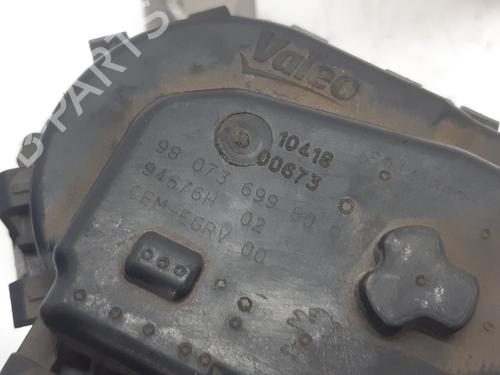 B-PARTS
Valeo
10418
00673
98 073 699 80
94676H 02
CEM-EGRV 00